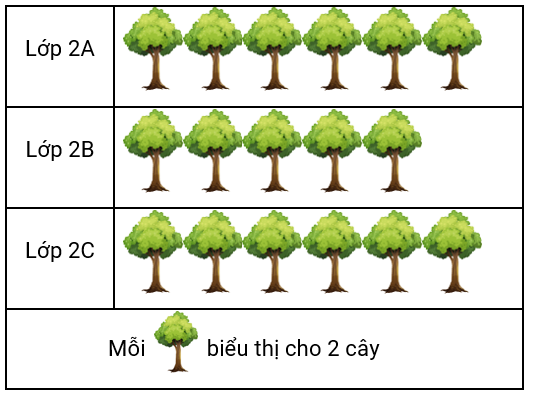 Lớp 2A
Lớp 2B
Lớp 2C
Mỗi biểu thị cho 2 cây